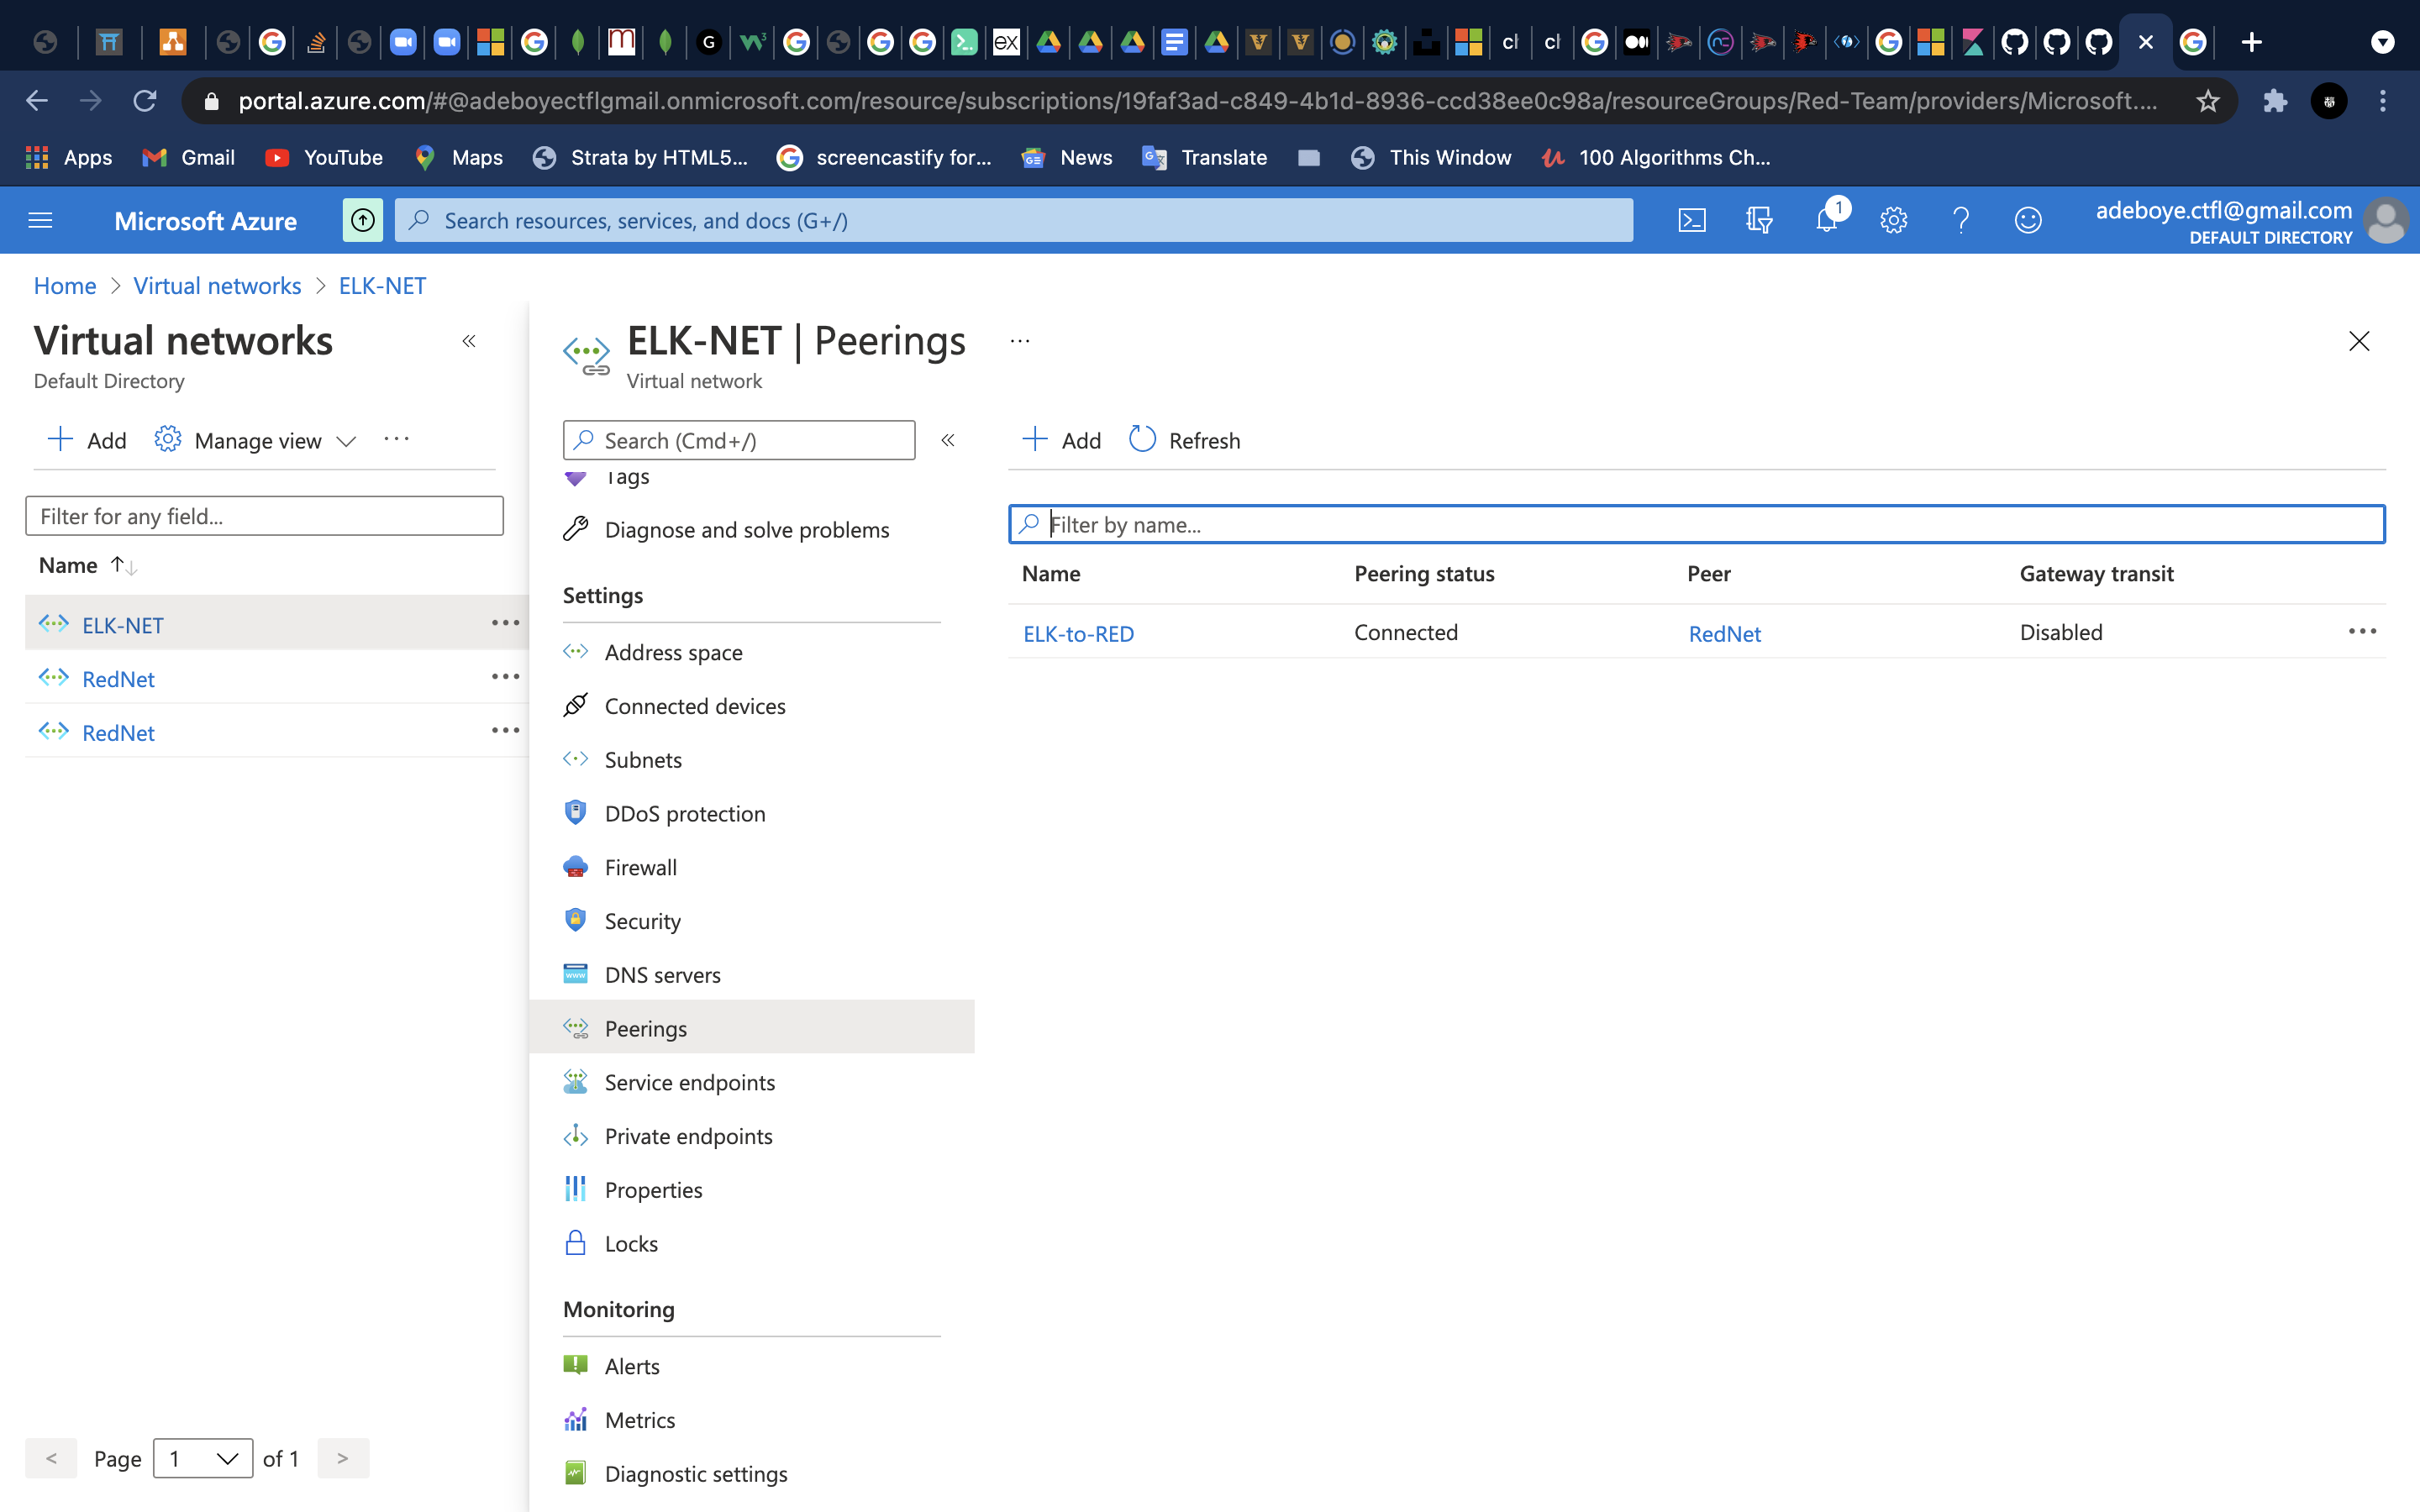 portal.azure.com/#@adeboyectflgmail.onmicrosoft.com/resource/subscriptions/19faf3ad-c849-4b1d-8936-ccd38ee0c98a/resourceGroups/Red-Team/providers/Microsoft....
Apps Gmail YouTube Maps Strata by HTML5... screencastify for... News Translate This Window 100 Algorithms Ch...
Microsoft Azure
Search resources, services, and docs (G+/)
1
adeboye.ctfl@gmail.com
DEFAULT DIRECTORY
Home > Virtual networks > ELK-NET
Virtual networks
Default Directory
Add Manage view
Filter for any field...
Name
ELK-NET
RedNet
RedNet
< Page 1 of 1 >
ELK-NET | Peerings
Virtual network
Search (Cmd+/)
Tags
Diagnose and solve problems
Settings
Address space
Connected devices
Subnets
DDoS protection
Firewall
Security
DNS servers
Peerings
Service endpoints
Private endpoints
Properties
Locks
Monitoring
Alerts
Metrics
Diagnostic settings
Add Refresh
Filter by name...
Name Peering status Peer Gateway transit
ELK-to-RED Connected RedNet Disabled